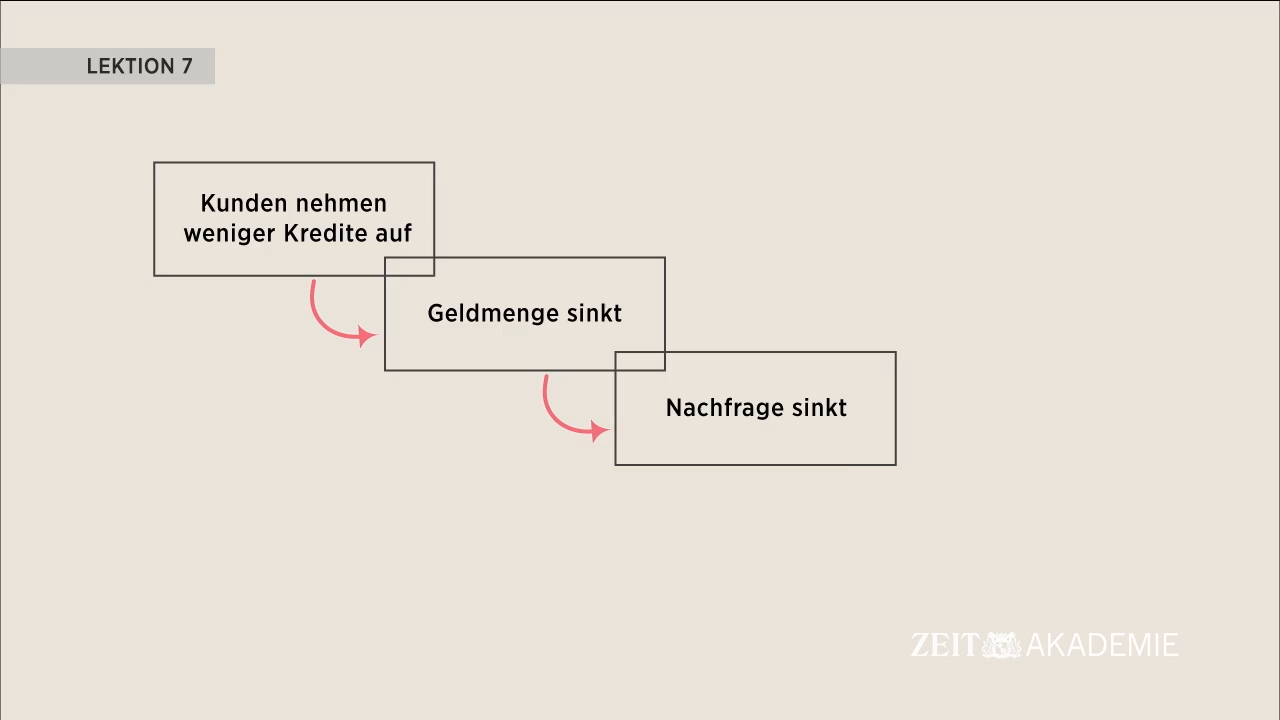 LEKTION 7
Kunden nehmen
weniger Kredite auf
Geldmenge sinkt
Nachfrage sinkt
ZEIT AKADEMIE